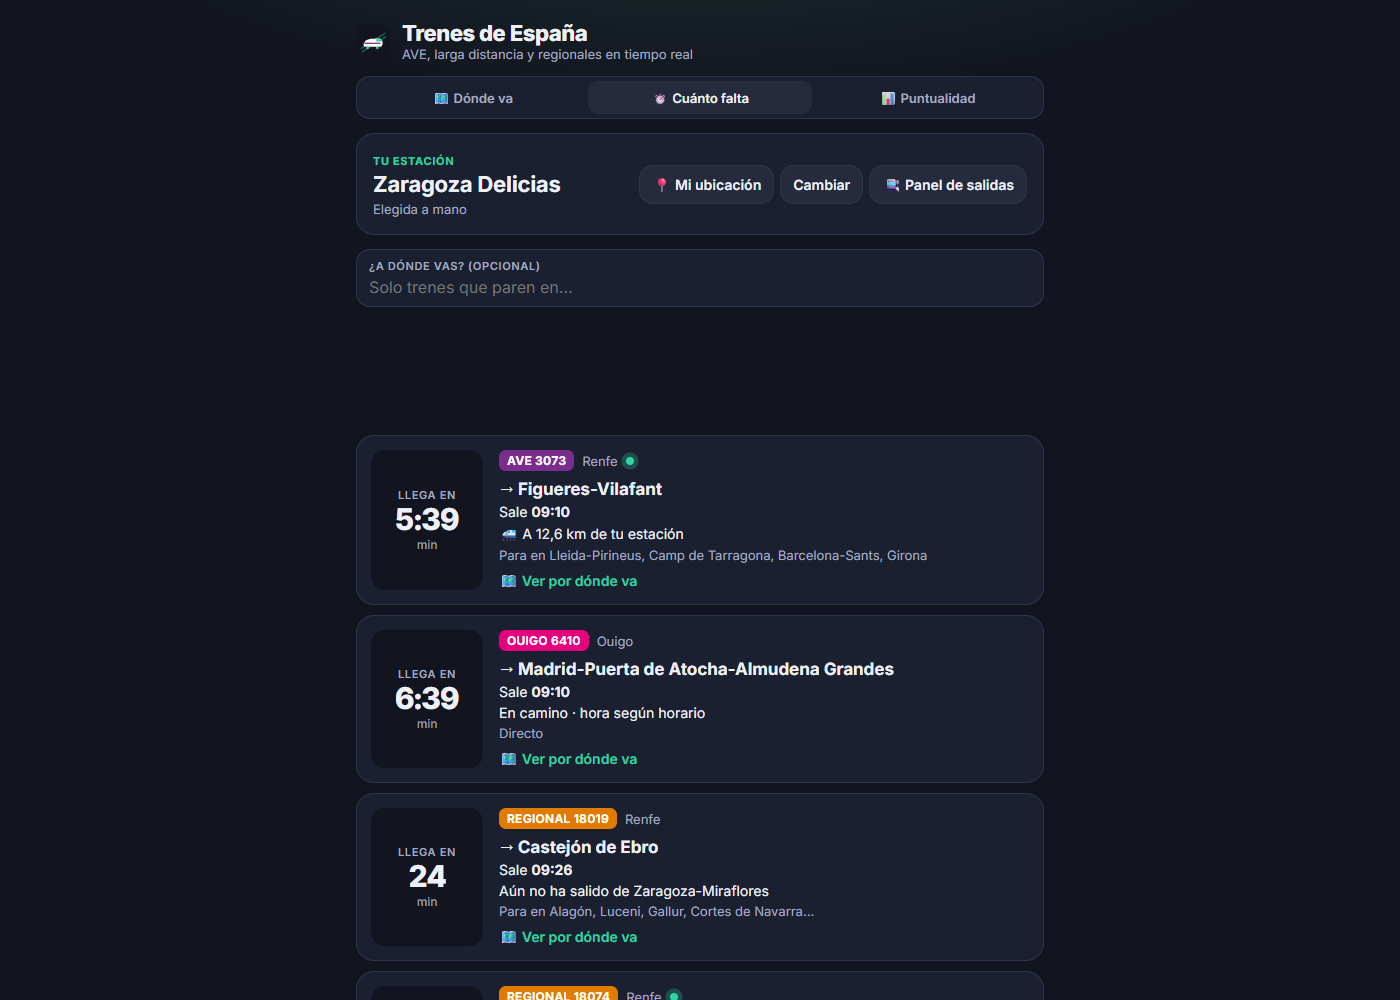 Trenes de España
AVE, larga distancia y regionales en tiempo real
Dónde va
Cuánto falta
Puntualidad
TU ESTACIÓN
Zaragoza Delicias
Elegida a mano
Mi ubicación
Cambiar
Panel de salidas
¿A DÓNDE VAS? (OPCIONAL)
Solo trenes que paren en...
LLEGA EN
5:39
min
AVE 3073 Renfe
→ Figueres-Vilafant
Sale 09:10
A 12,6 km de tu estación
Para en Lleida-Pirineus, Camp de Tarragona, Barcelona-Sants, Girona
Ver por dónde va
LLEGA EN
6:39
min
OUIGO 6410 Ouigo
→ Madrid-Puerta de Atocha-Almudena Grandes
Sale 09:10
En camino · hora según horario
Directo
Ver por dónde va
LLEGA EN
24
min
REGIONAL 18019 Renfe
→ Castejón de Ebro
Sale 09:26
Aún no ha salido de Zaragoza-Miraflores
Para en Alagón, Luceni, Gallur, Cortes de Navarra...
Ver por dónde va
REGIONAL 18074 Renfe